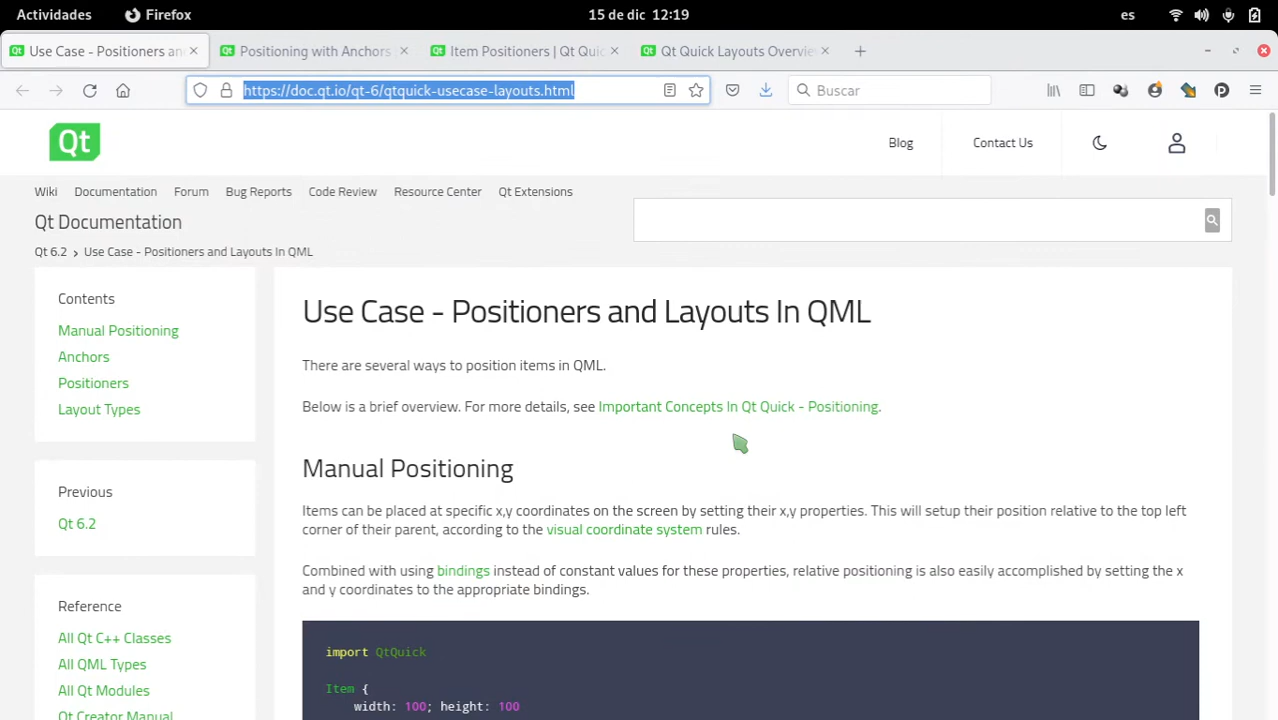 Actividades
Firefox
15 de dic 12:19
es
Use Case - Positioners an
Positioning with Anchors
Item Positioners | Qt Quic
Qt Quick Layouts Overvie
https://doc.qt.io/qt-6/qtquick-usecase-layouts.html
Buscar
Qt
Blog
Contact Us
Wiki Documentation Forum Bug Reports Code Review Resource Center Qt Extensions
Qt Documentation
Qt 6.2 › Use Case - Positioners and Layouts In QML
Contents
Manual Positioning
Anchors
Positioners
Layout Types
Previous
Qt 6.2
Reference
All Qt C++ Classes
All QML Types
All Qt Modules
Qt Creator Manual
Use Case - Positioners and Layouts In QML
There are several ways to position items in QML.
Below is a brief overview. For more details, see Important Concepts In Qt Quick - Positioning.
Manual Positioning
Items can be placed at specific x,y coordinates on the screen by setting their x,y properties. This will setup their position relative to the top left
corner of their parent, according to the visual coordinate system rules.
Combined with using bindings instead of constant values for these properties, relative positioning is also easily accomplished by setting the x
and y coordinates to the appropriate bindings.
import QtQuick
Item {
width: 100; height: 100